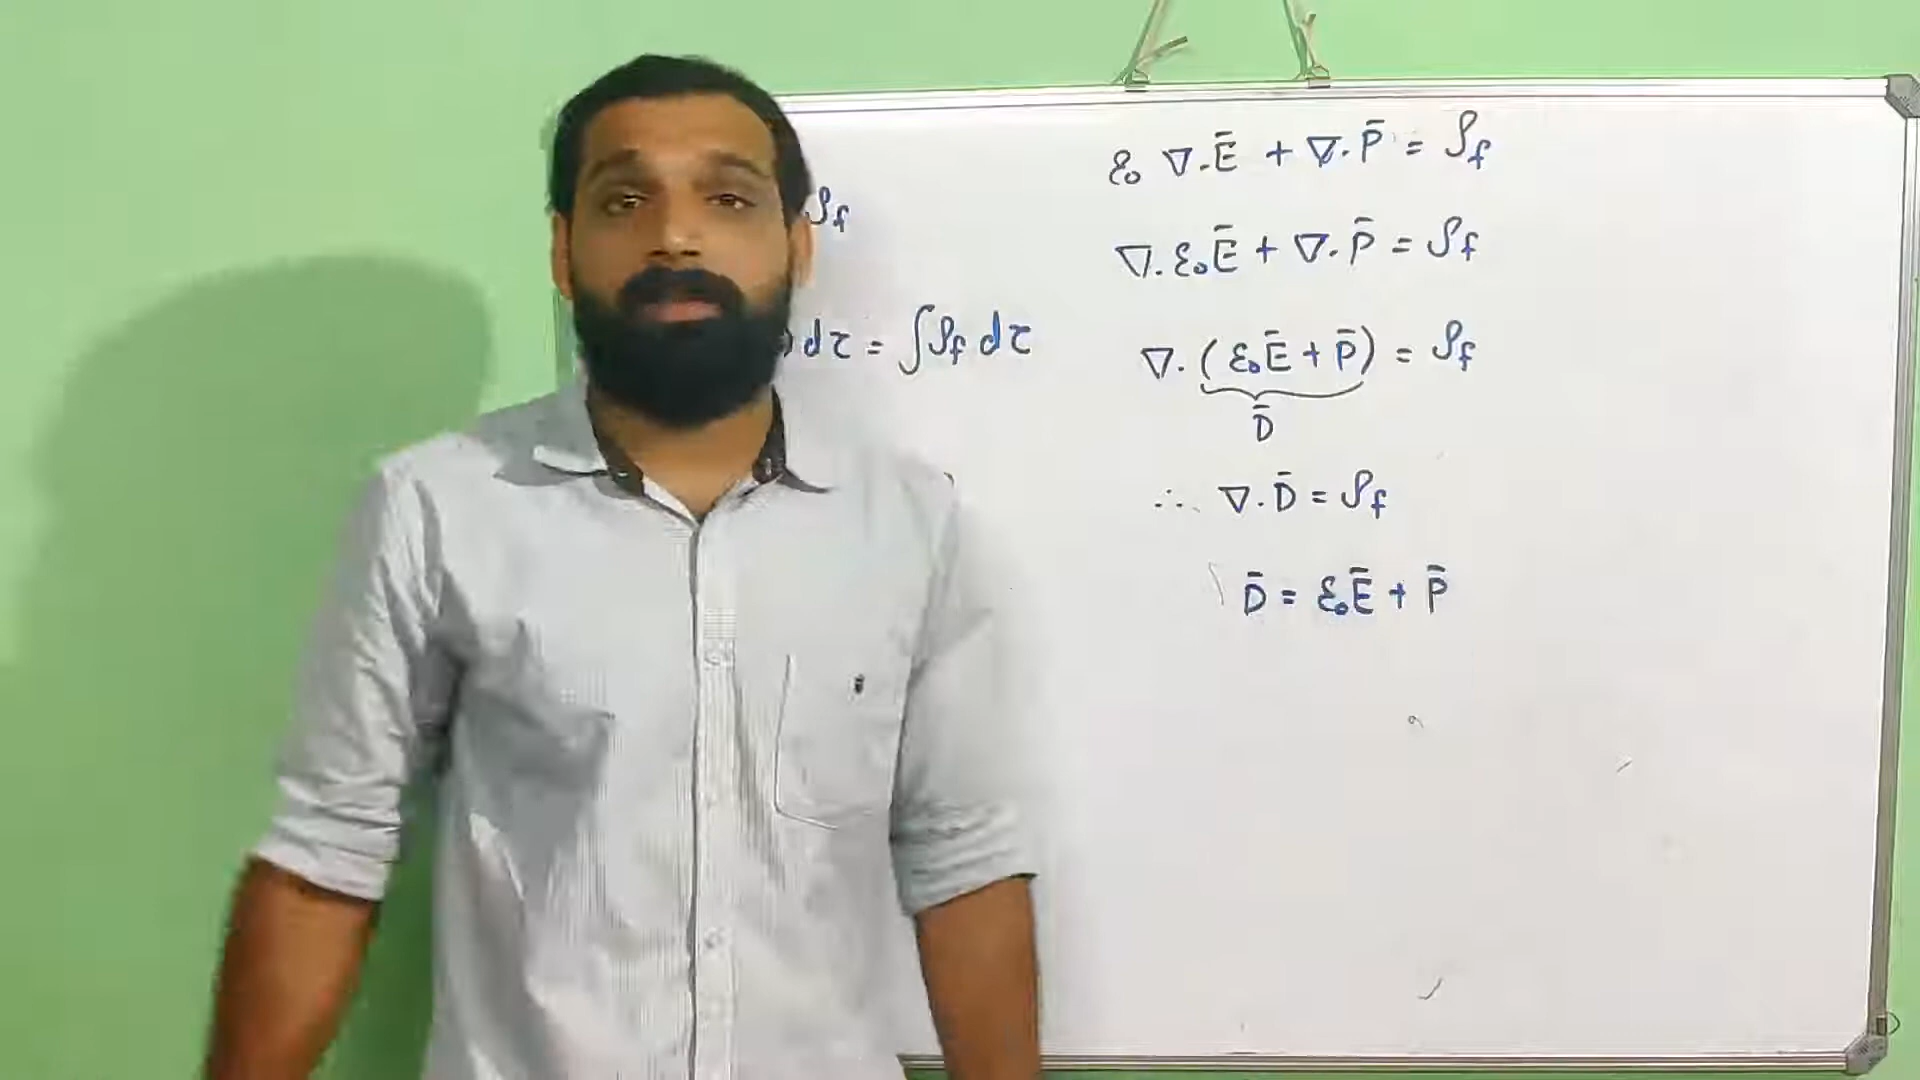 ρf
) dτ = ∫ρf dτ
ε₀ ∇.Ē + ∇.P̄ = ρf
∇.ε₀Ē + ∇.P̄ = ρf
∇.(ε₀Ē + P̄) = ρf
D̄
∴ ∇.D̄ = ρf
D̄ = ε₀Ē + P̄